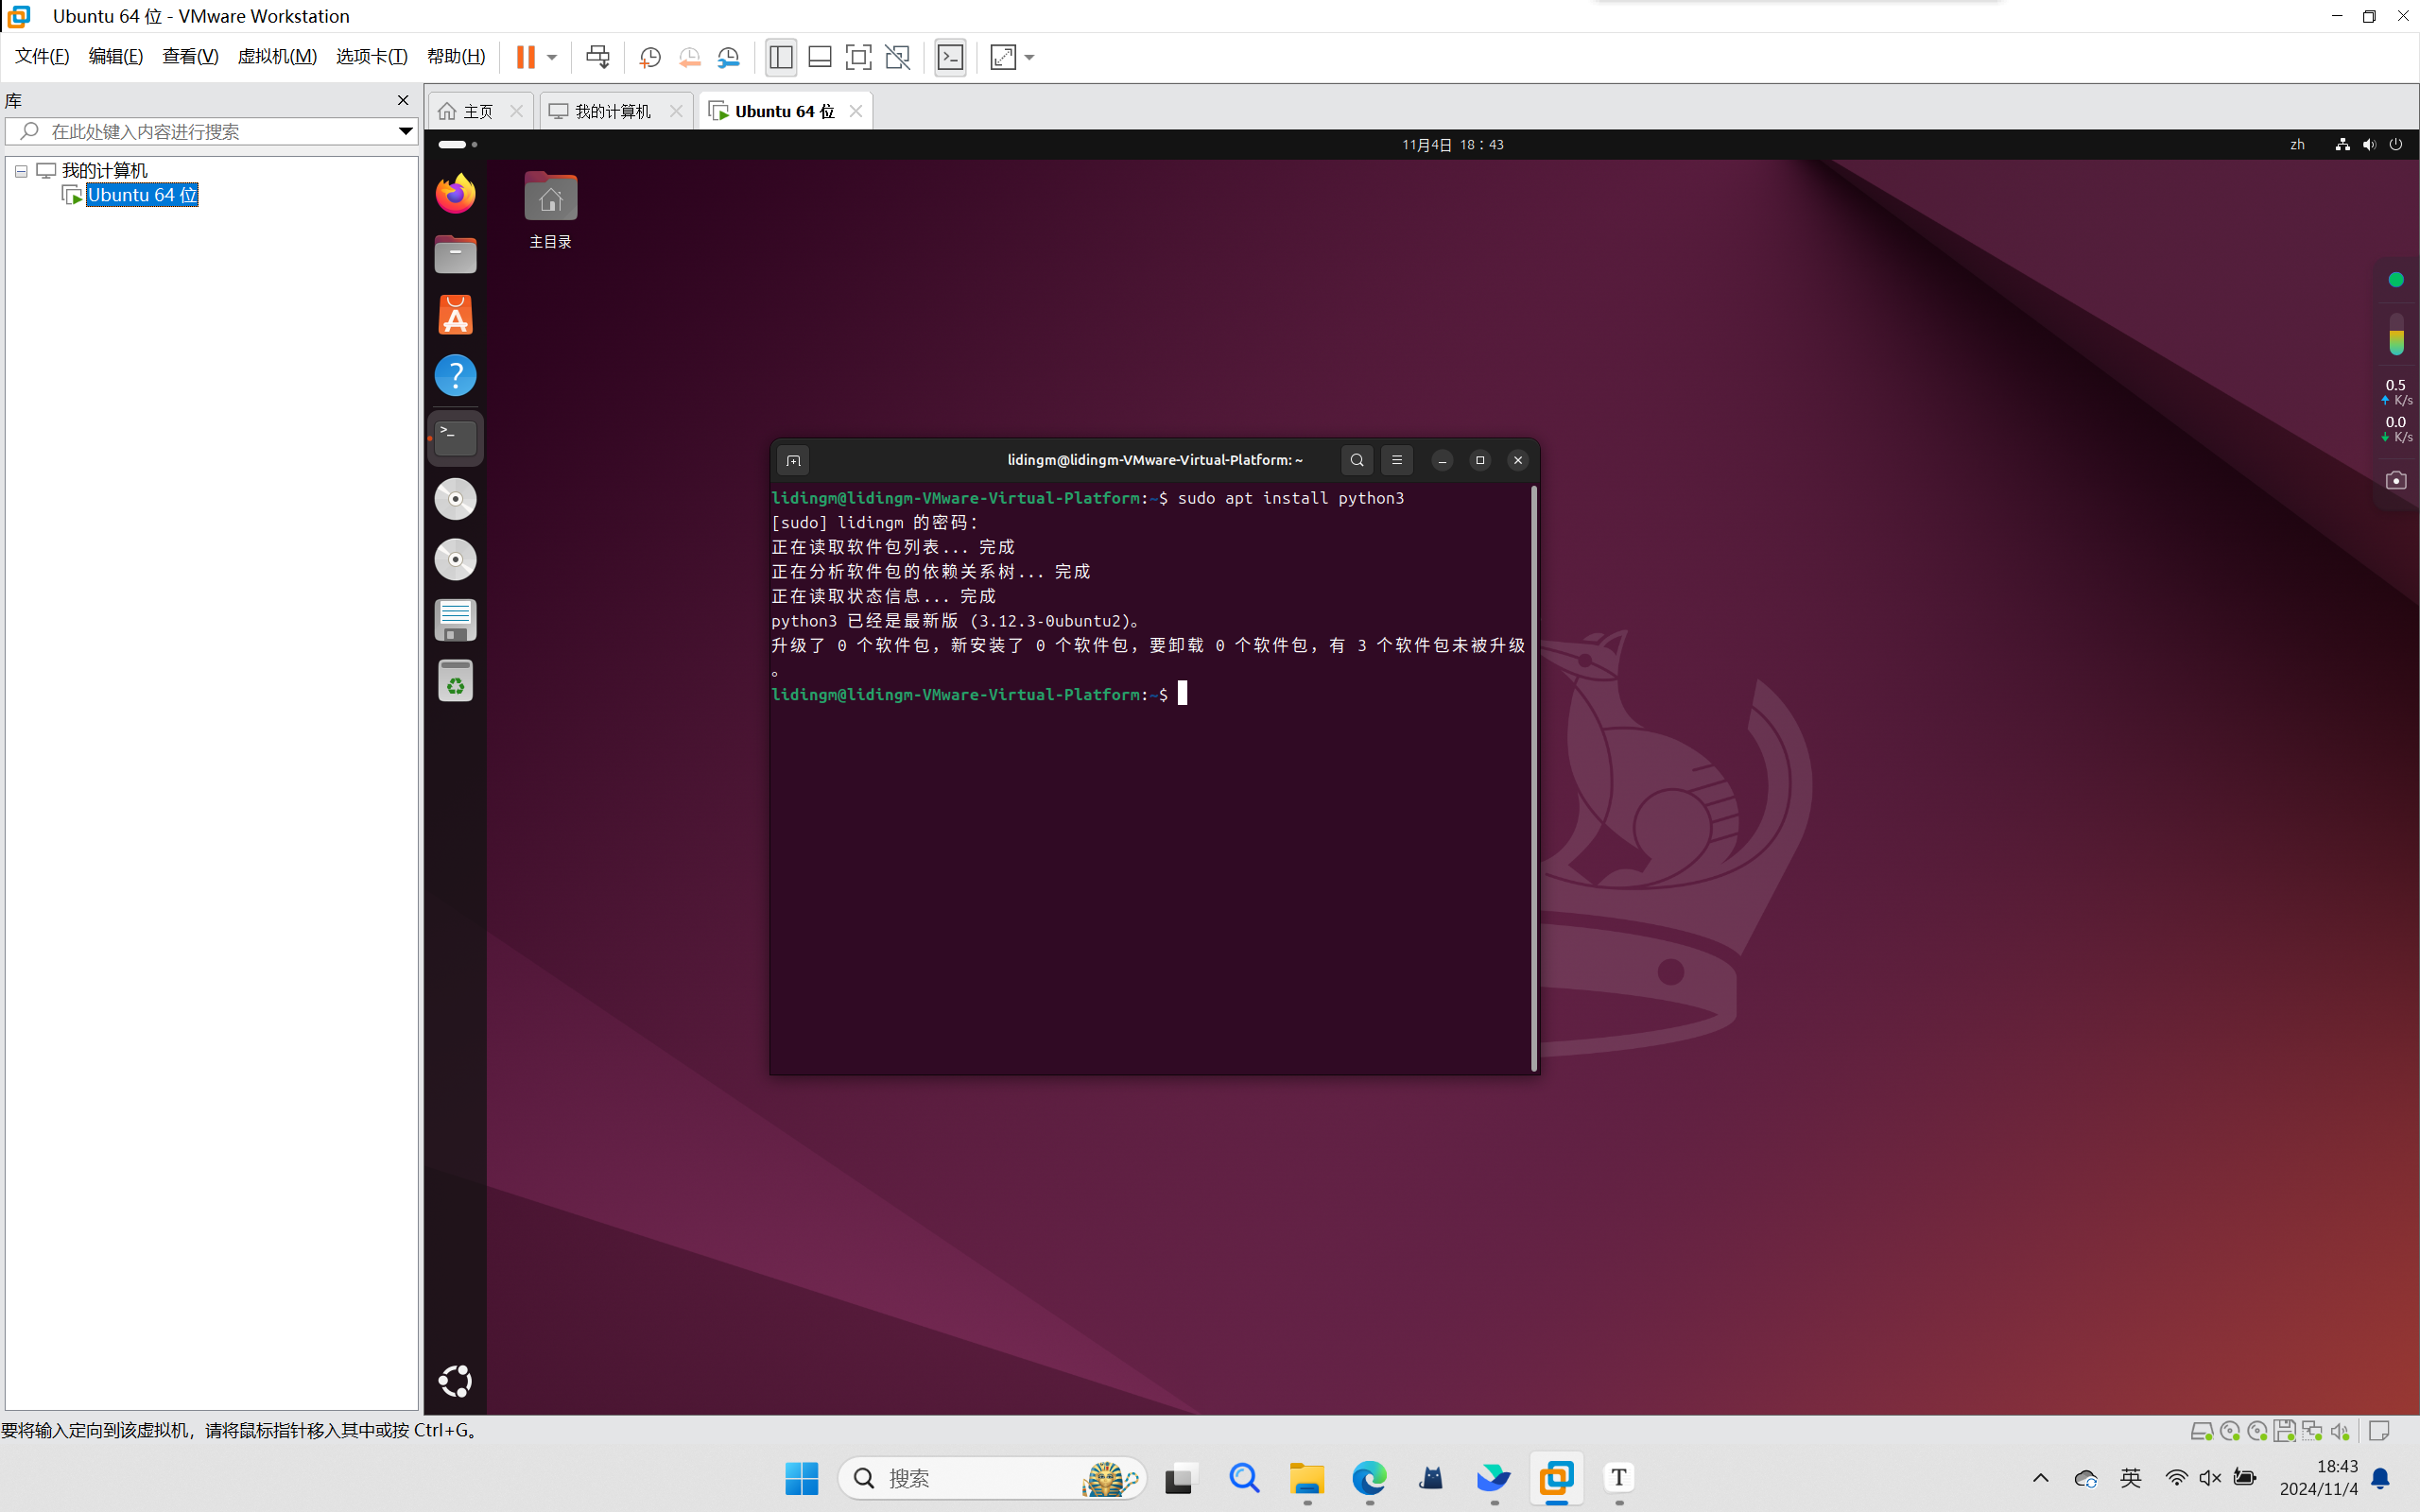 Ubuntu 64 位 - VMware Workstation
文件(F) 编辑(E) 查看(V) 虚拟机(M) 选项卡(T) 帮助(H)
库
在此处键入内容进行搜索
我的计算机
Ubuntu 64 位
主页 我的计算机 Ubuntu 64 位
11月4日 18：43
zh
主目录
0.5
K/s
0.0
K/s
lidingm@lidingm-VMware-Virtual-Platform: ~
lidingm@lidingm-VMware-Virtual-Platform:~$ sudo apt install python3
[sudo] lidingm 的密码：
正在读取软件包列表... 完成
正在分析软件包的依赖关系树... 完成
正在读取状态信息... 完成
python3 已经是最新版 (3.12.3-0ubuntu2)。
升级了 0 个软件包，新安装了 0 个软件包，要卸载 0 个软件包，有 3 个软件包未被升级
。
lidingm@lidingm-VMware-Virtual-Platform:~$
要将输入定向到该虚拟机，请将鼠标指针移入其中或按 Ctrl+G。
搜索
T
英
18:43
2024/11/4